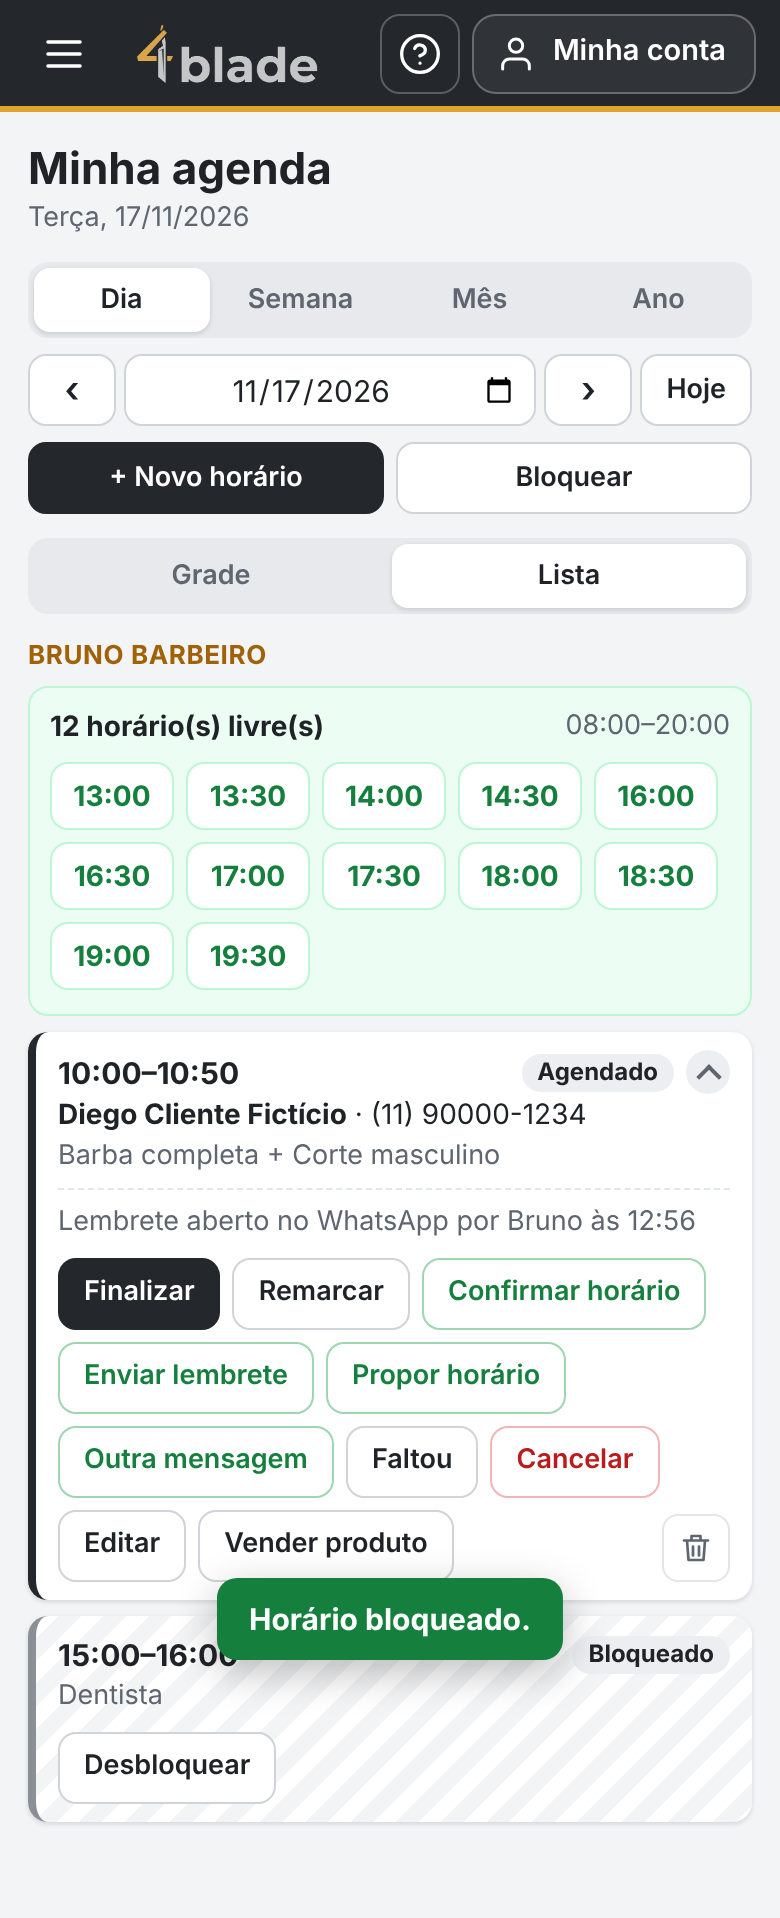 4blade
Minha conta
Minha agenda
Terça, 17/11/2026
Dia Semana Mês Ano
‹ 11/17/2026 › Hoje
+ Novo horário Bloquear
Grade Lista
BRUNO BARBEIRO
12 horário(s) livre(s) 08:00–20:00
13:00 13:30 14:00 14:30 16:00
16:30 17:00 17:30 18:00 18:30
19:00 19:30
10:00–10:50 Agendado
Diego Cliente Fictício · (11) 90000-1234
Barba completa + Corte masculino
Lembrete aberto no WhatsApp por Bruno às 12:56
Finalizar Remarcar Confirmar horário
Enviar lembrete Propor horário
Outra mensagem Faltou Cancelar
Editar Vender produto
Horário bloqueado.
15:00–16:00 Bloqueado
Dentista
Desbloquear